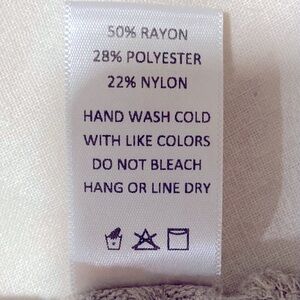 50% RAYON
28% POLYESTER
22% NYLON
HAND WASH COLD
WITH LIKE COLORS
DO NOT BLEACH
HANG OR LINE DRY